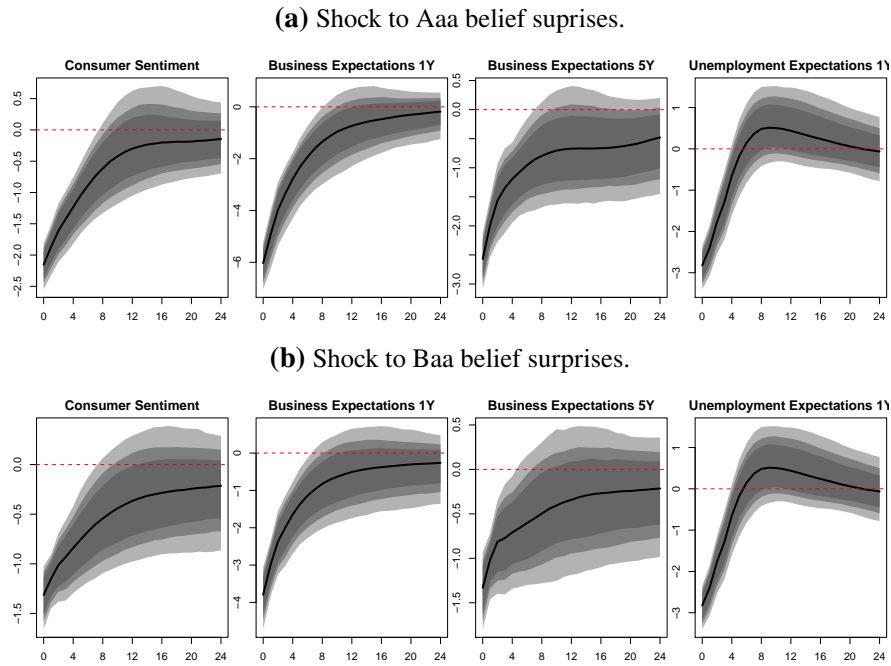 (a) Shock to Aaa belief suprises.
Consumer Sentiment Business Expectations 1Y Business Expectations 5Y Unemployment Expectations 1Y
0.5 0.0 −0.5 −1.0 −1.5 −2.0 −2.5
0 −2 −4 −6
0.5 0.0 −1.0 −2.0 −3.0
1 0 −1 −2 −3
0 4 8 12 16 20 24 0 4 8 12 16 20 24 0 4 8 12 16 20 24 0 4 8 12 16 20 24
(b) Shock to Baa belief surprises.
Consumer Sentiment Business Expectations 1Y Business Expectations 5Y Unemployment Expectations 1Y
0.0 −0.5 −1.0 −1.5
0 −1 −2 −3 −4
0.5 0.0 −0.5 −1.0 −1.5
1 0 −1 −2 −3
0 4 8 12 16 20 24 0 4 8 12 16 20 24 0 4 8 12 16 20 24 0 4 8 12 16 20 24